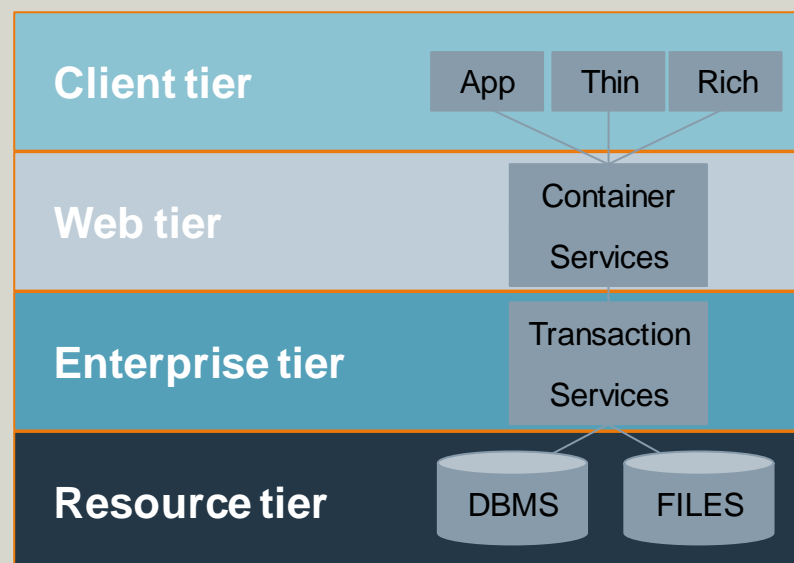 Client tier
App
Thin
Rich
Web tier
Container
Services
Enterprise tier
Transaction
Services
Resource tier
DBMS
FILES